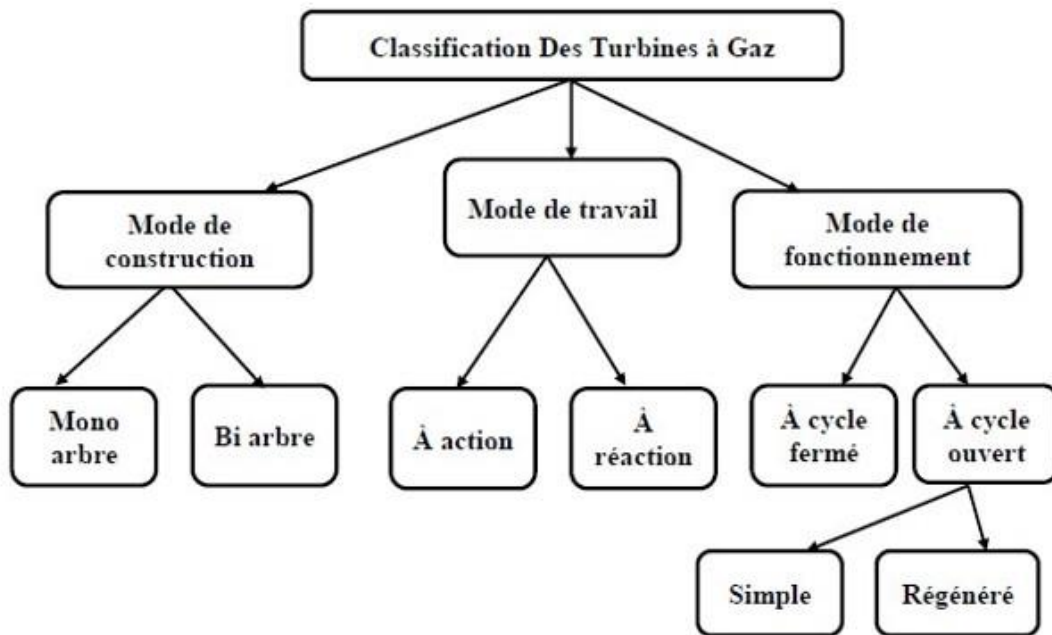 Classification Des Turbines à Gaz
Mode de
construction
Mode de travail
Mode de
fonctionnement
Mono
arbre
Bi arbre
À action
À
réaction
À cycle
fermé
À cycle
ouvert
Simple
Régénéré